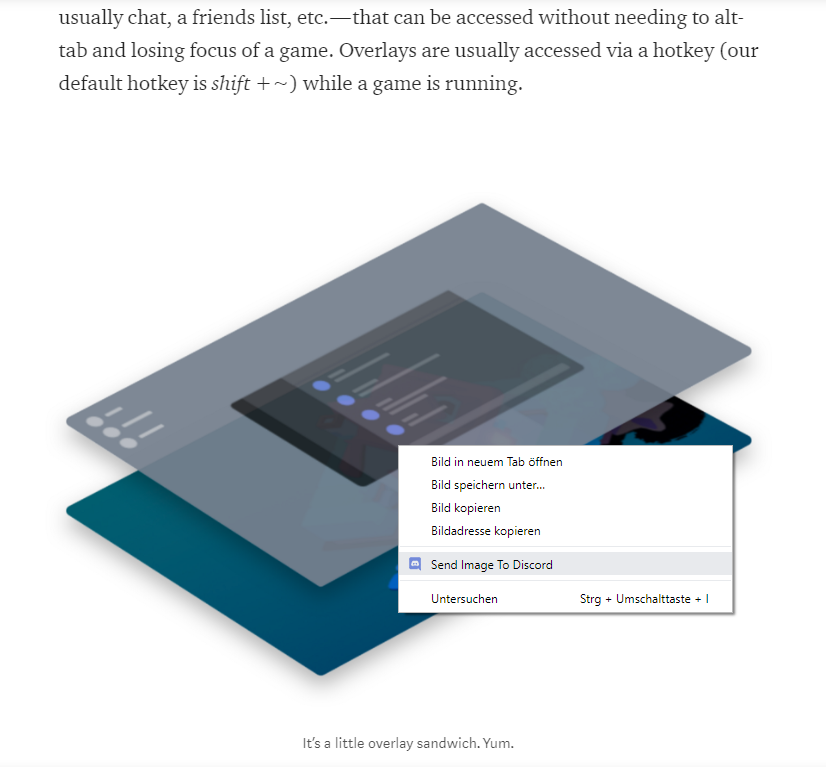 usually chat, a friends list, etc.—that can be accessed without needing to alt-
tab and losing focus of a game. Overlays are usually accessed via a hotkey (our
default hotkey is shift + ~) while a game is running.
Bild in neuem Tab öffnen
Bild speichern unter...
Bild kopieren
Bildadresse kopieren
Send Image To Discord
Untersuchen Strg + Umschalttaste + I
It's a little overlay sandwich. Yum.